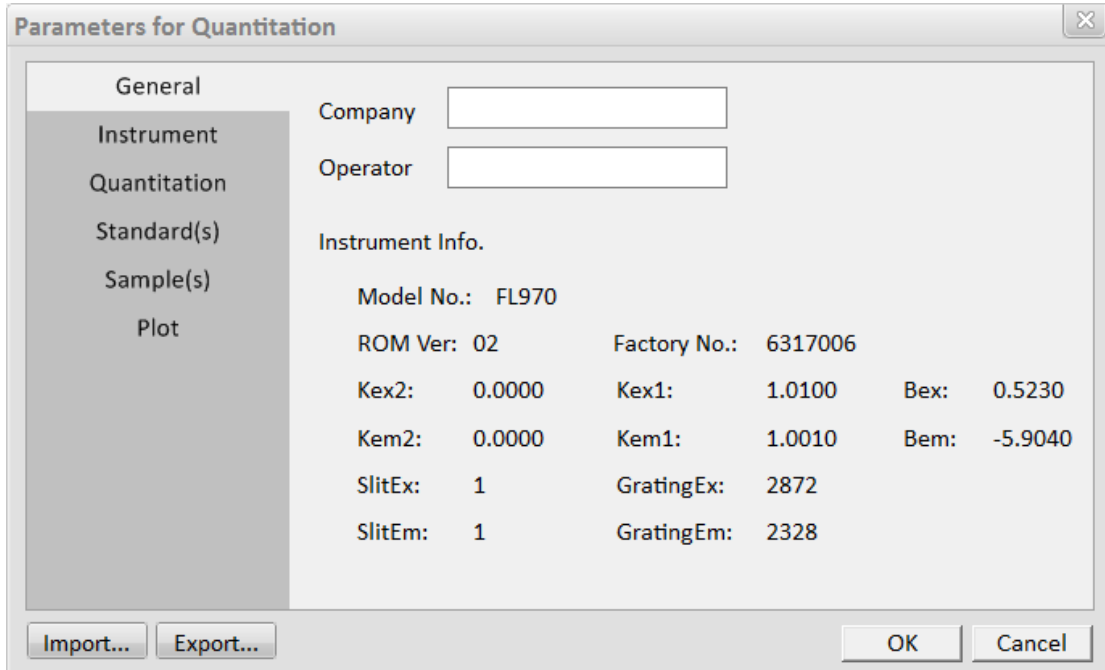 Parameters for Quantitation
General
Instrument
Quantitation
Standard(s)
Sample(s)
Plot
Company
Operator
Instrument Info.
Model No.: FL970
ROM Ver: 02 Factory No.: 6317006
Kex2: 0.0000 Kex1: 1.0100 Bex: 0.5230
Kem2: 0.0000 Kem1: 1.0010 Bem: -5.9040
SlitEx: 1 GratingEx: 2872
SlitEm: 1 GratingEm: 2328
Import... Export... OK Cancel